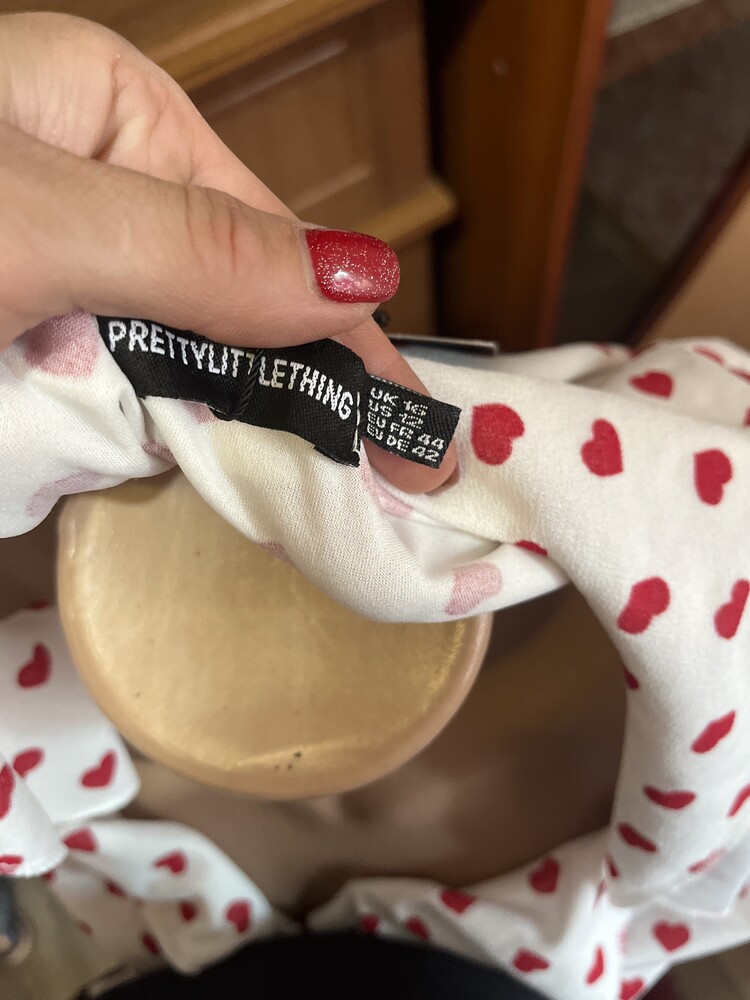 PRETTYLITTLETHING
UK 16
US 12
EU FR 44
EU DE 42